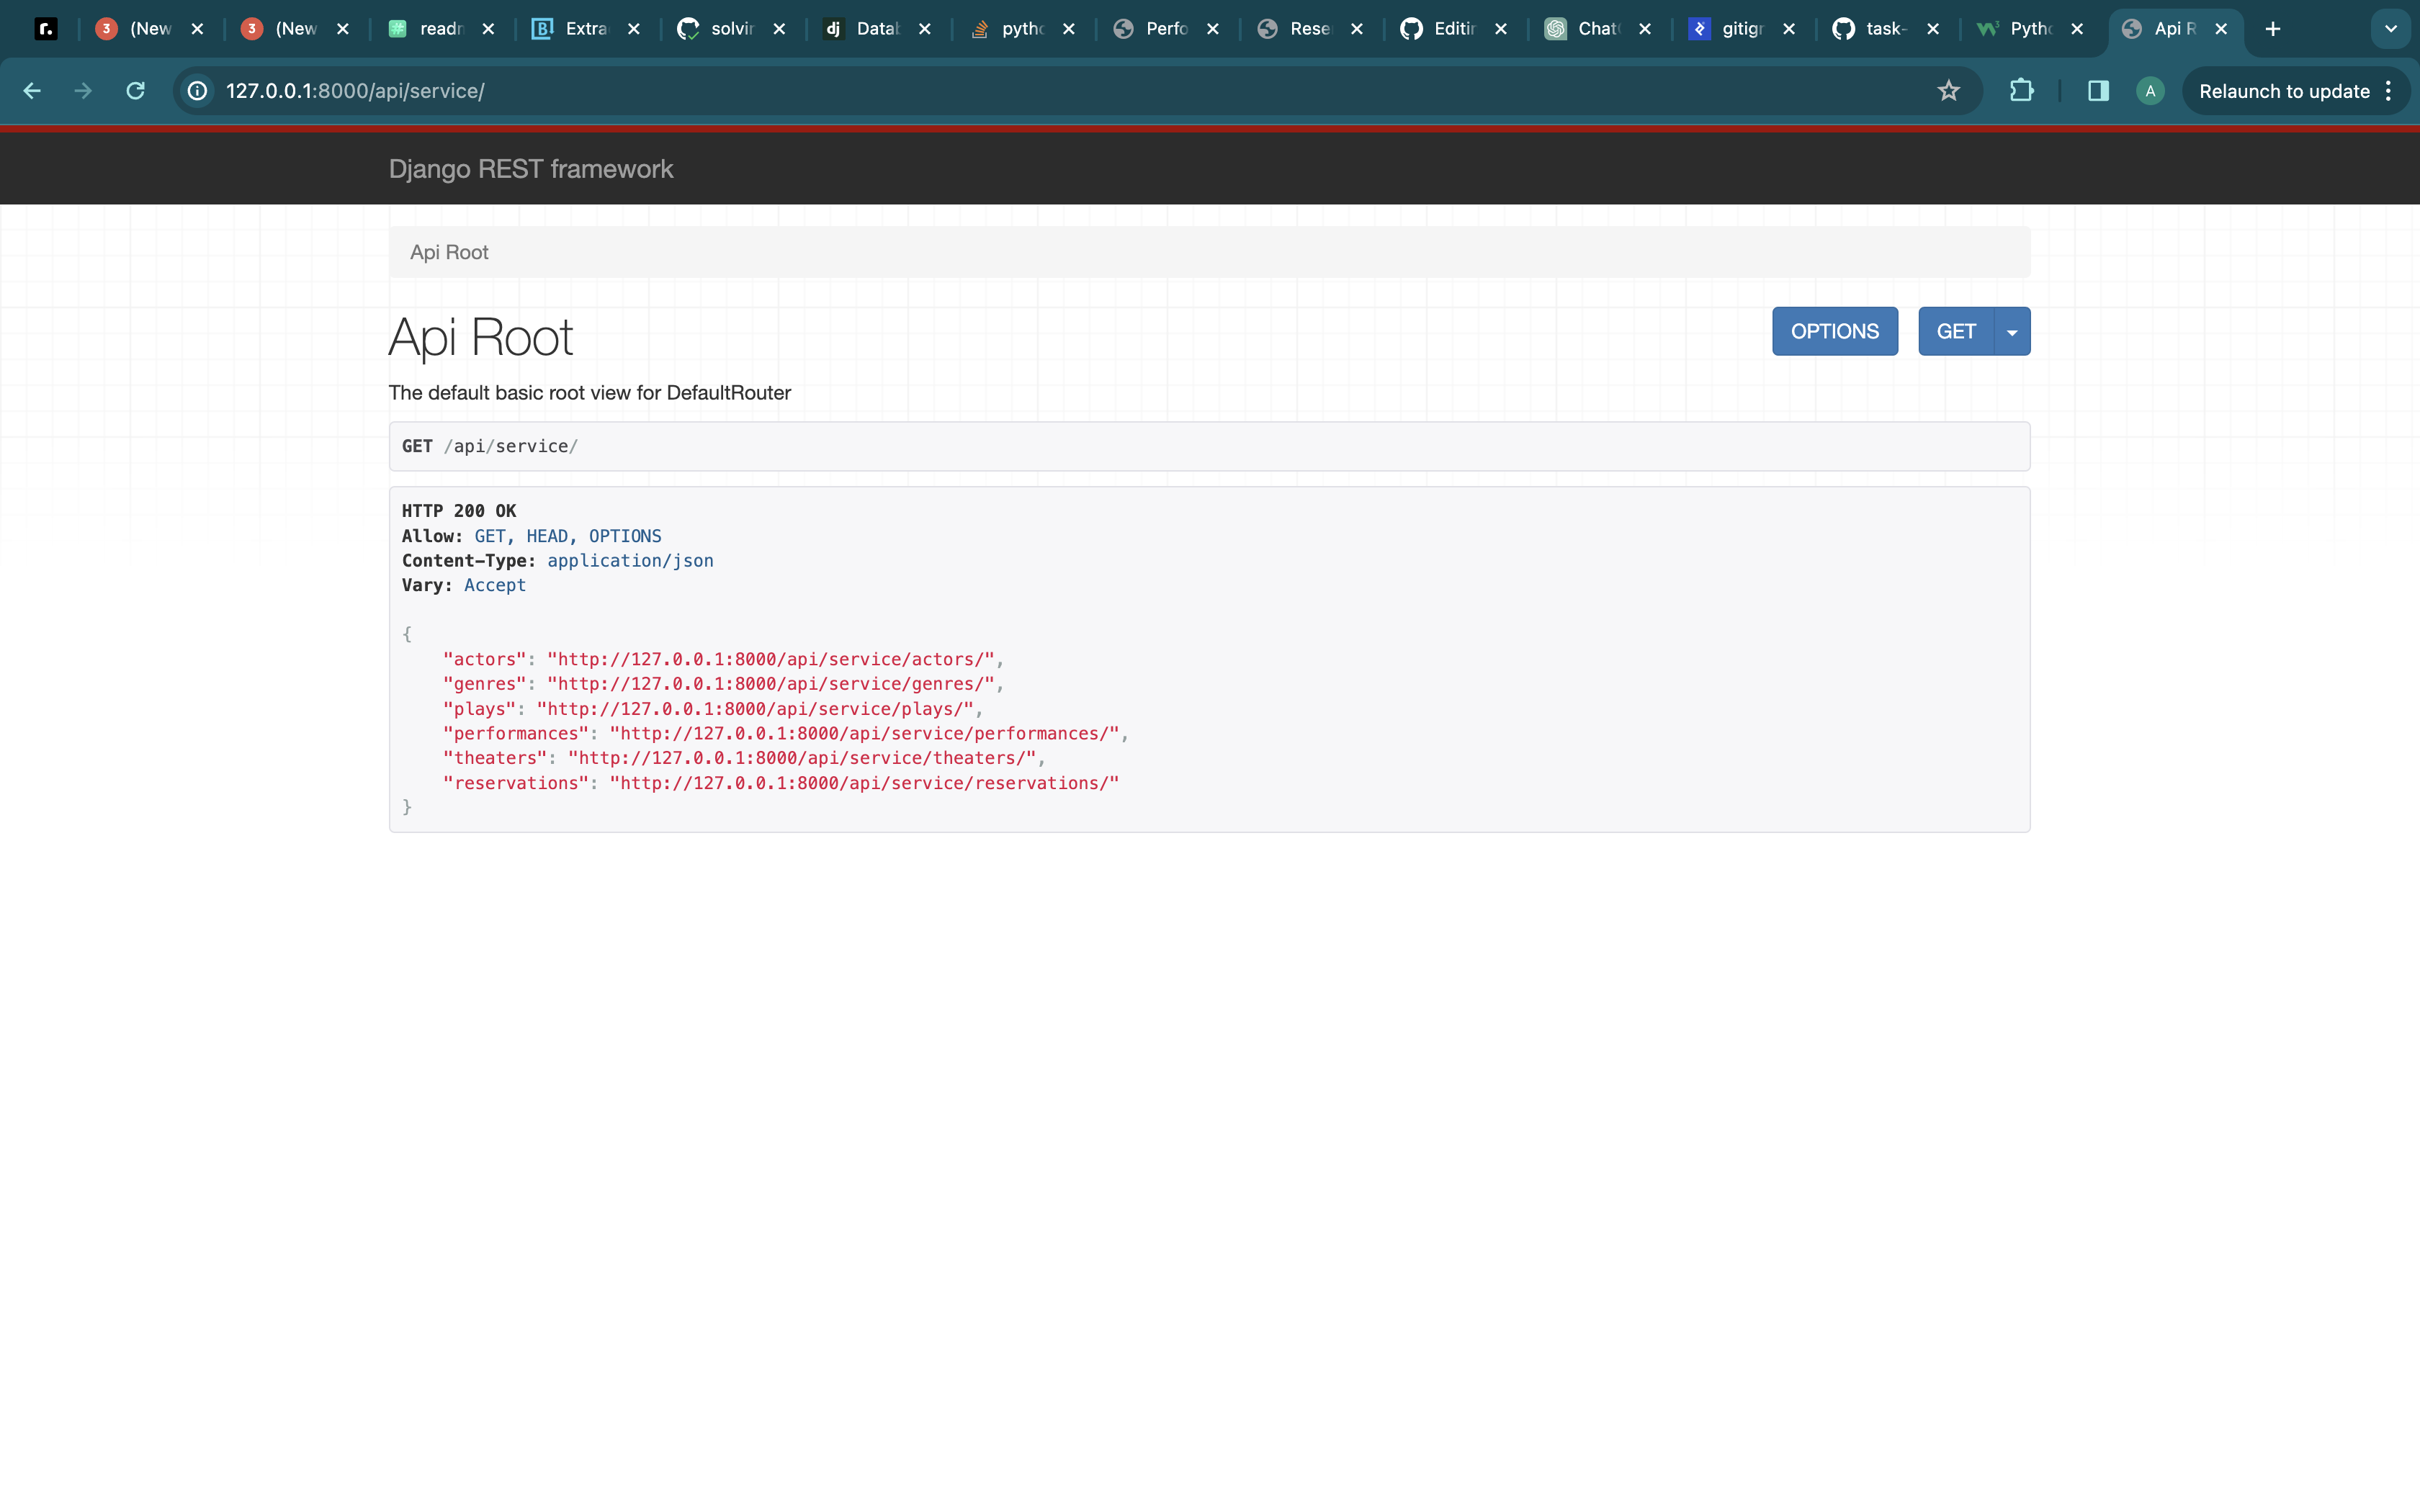 r.
3 (New
3 (New
readn
Extra
solvin
dj Datab
pytho
Perfo
Rese
Editin
Chat
gitign
task-
Pytho
Api R
127.0.0.1:8000/api/service/
A
Relaunch to update
Django REST framework
Api Root
Api Root
OPTIONS
GET
The default basic root view for DefaultRouter
GET /api/service/
HTTP 200 OK
Allow: GET, HEAD, OPTIONS
Content-Type: application/json
Vary: Accept
{
"actors": "http://127.0.0.1:8000/api/service/actors/",
"genres": "http://127.0.0.1:8000/api/service/genres/",
"plays": "http://127.0.0.1:8000/api/service/plays/",
"performances": "http://127.0.0.1:8000/api/service/performances/",
"theaters": "http://127.0.0.1:8000/api/service/theaters/",
"reservations": "http://127.0.0.1:8000/api/service/reservations/"
}